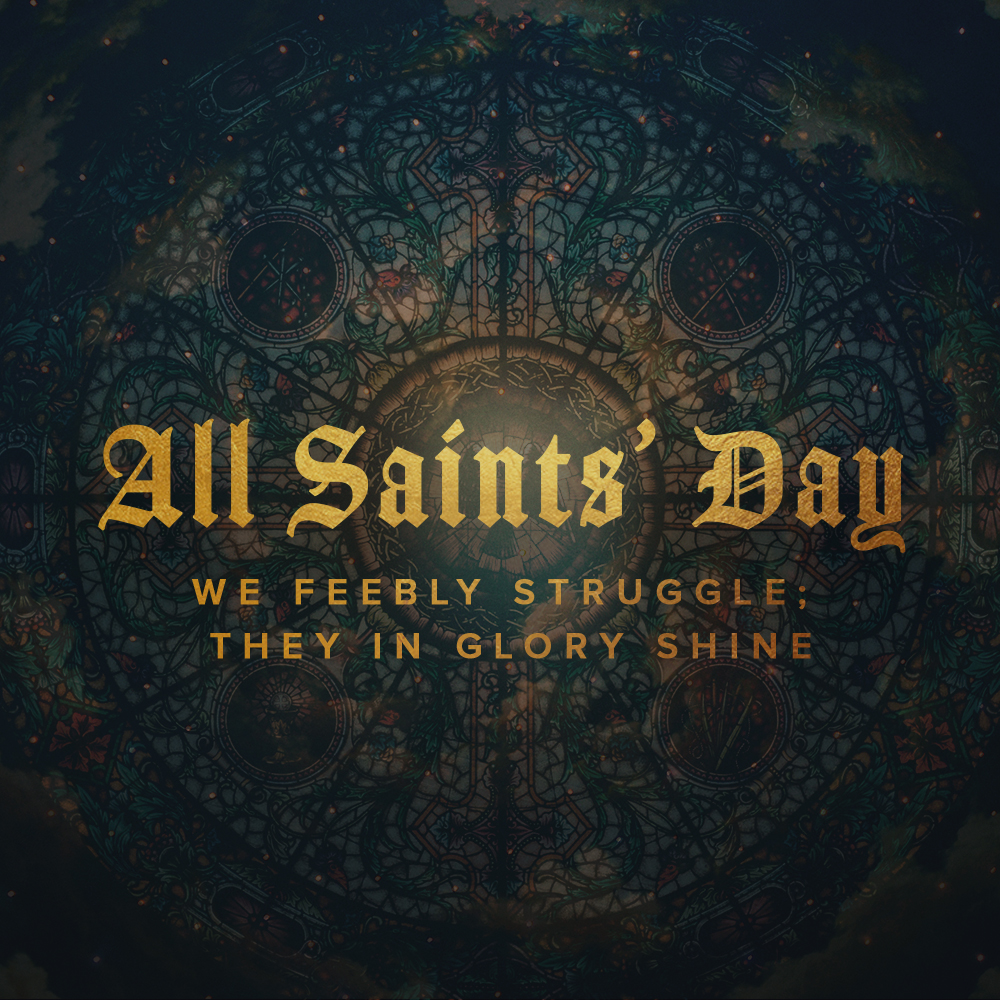 All Saints' Day
WE FEEBLY STRUGGLE;
THEY IN GLORY SHINE